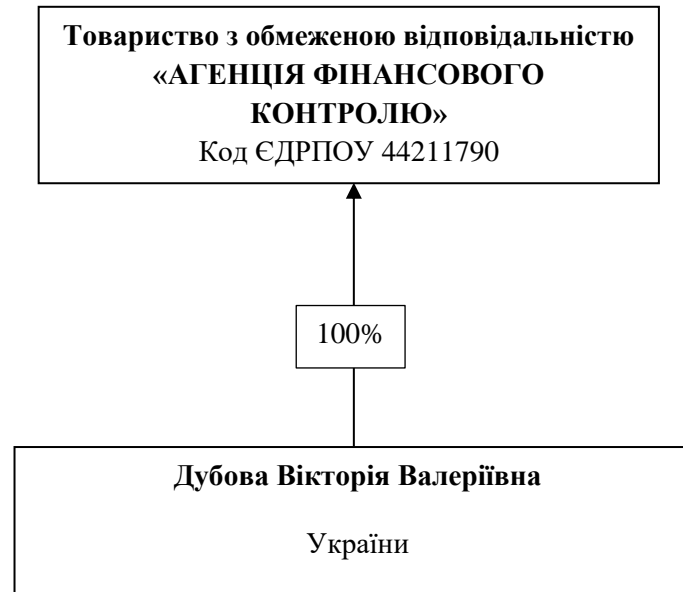 Товариство з обмеженою відповідальністю
«АГЕНЦІЯ ФІНАНСОВОГО
КОНТРОЛЮ»
Код ЄДРПОУ 44211790
100%
Дубова Вікторія Валеріївна
України